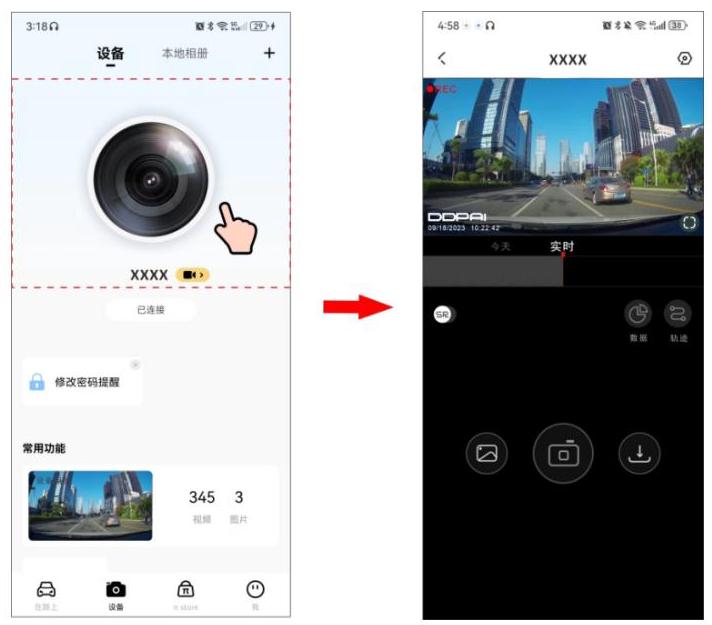 3:18
29
设备
本地相册
XXXX
已连接
修改密码提醒
常用功能
345
3
视频
图片
在路上
设备
π store
我
4:58
38
XXXX
REC
DDPAI
09/18/2023 10:22:42
今天
实时
SR
数据
轨迹